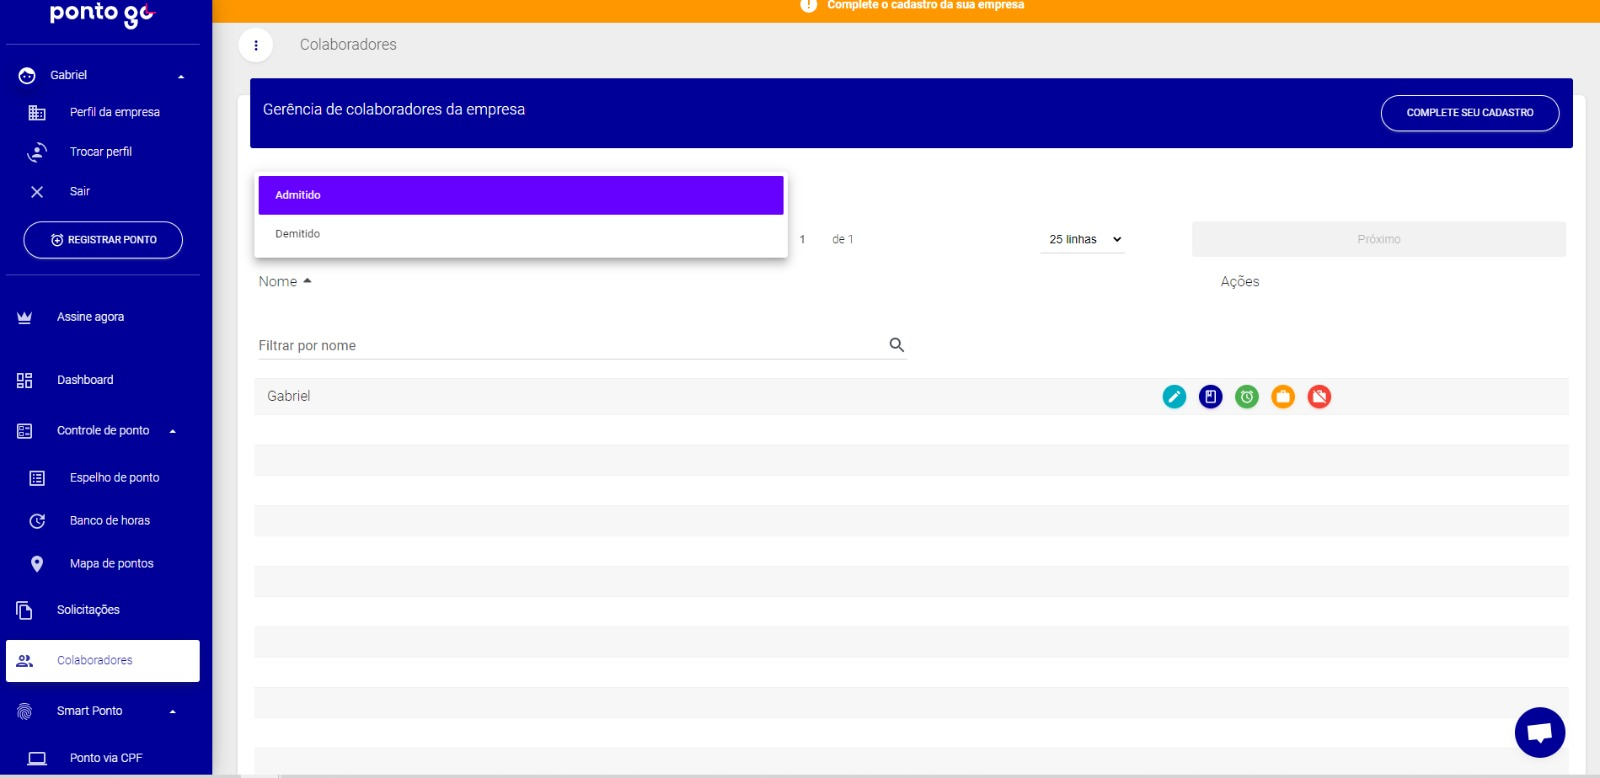 ponto go
Complete o cadastro da sua empresa
Colaboradores
Gabriel
Perfil da empresa
Trocar perfil
Sair
REGISTRAR PONTO
Assine agora
Dashboard
Controle de ponto
Espelho de ponto
Banco de horas
Mapa de pontos
Solicitações
Colaboradores
Smart Ponto
Ponto via CPF
Gerência de colaboradores da empresa
COMPLETE SEU CADASTRO
Admitido
Demitido
1 de 1
25 linhas
Próximo
Nome
Ações
Filtrar por nome
Gabriel